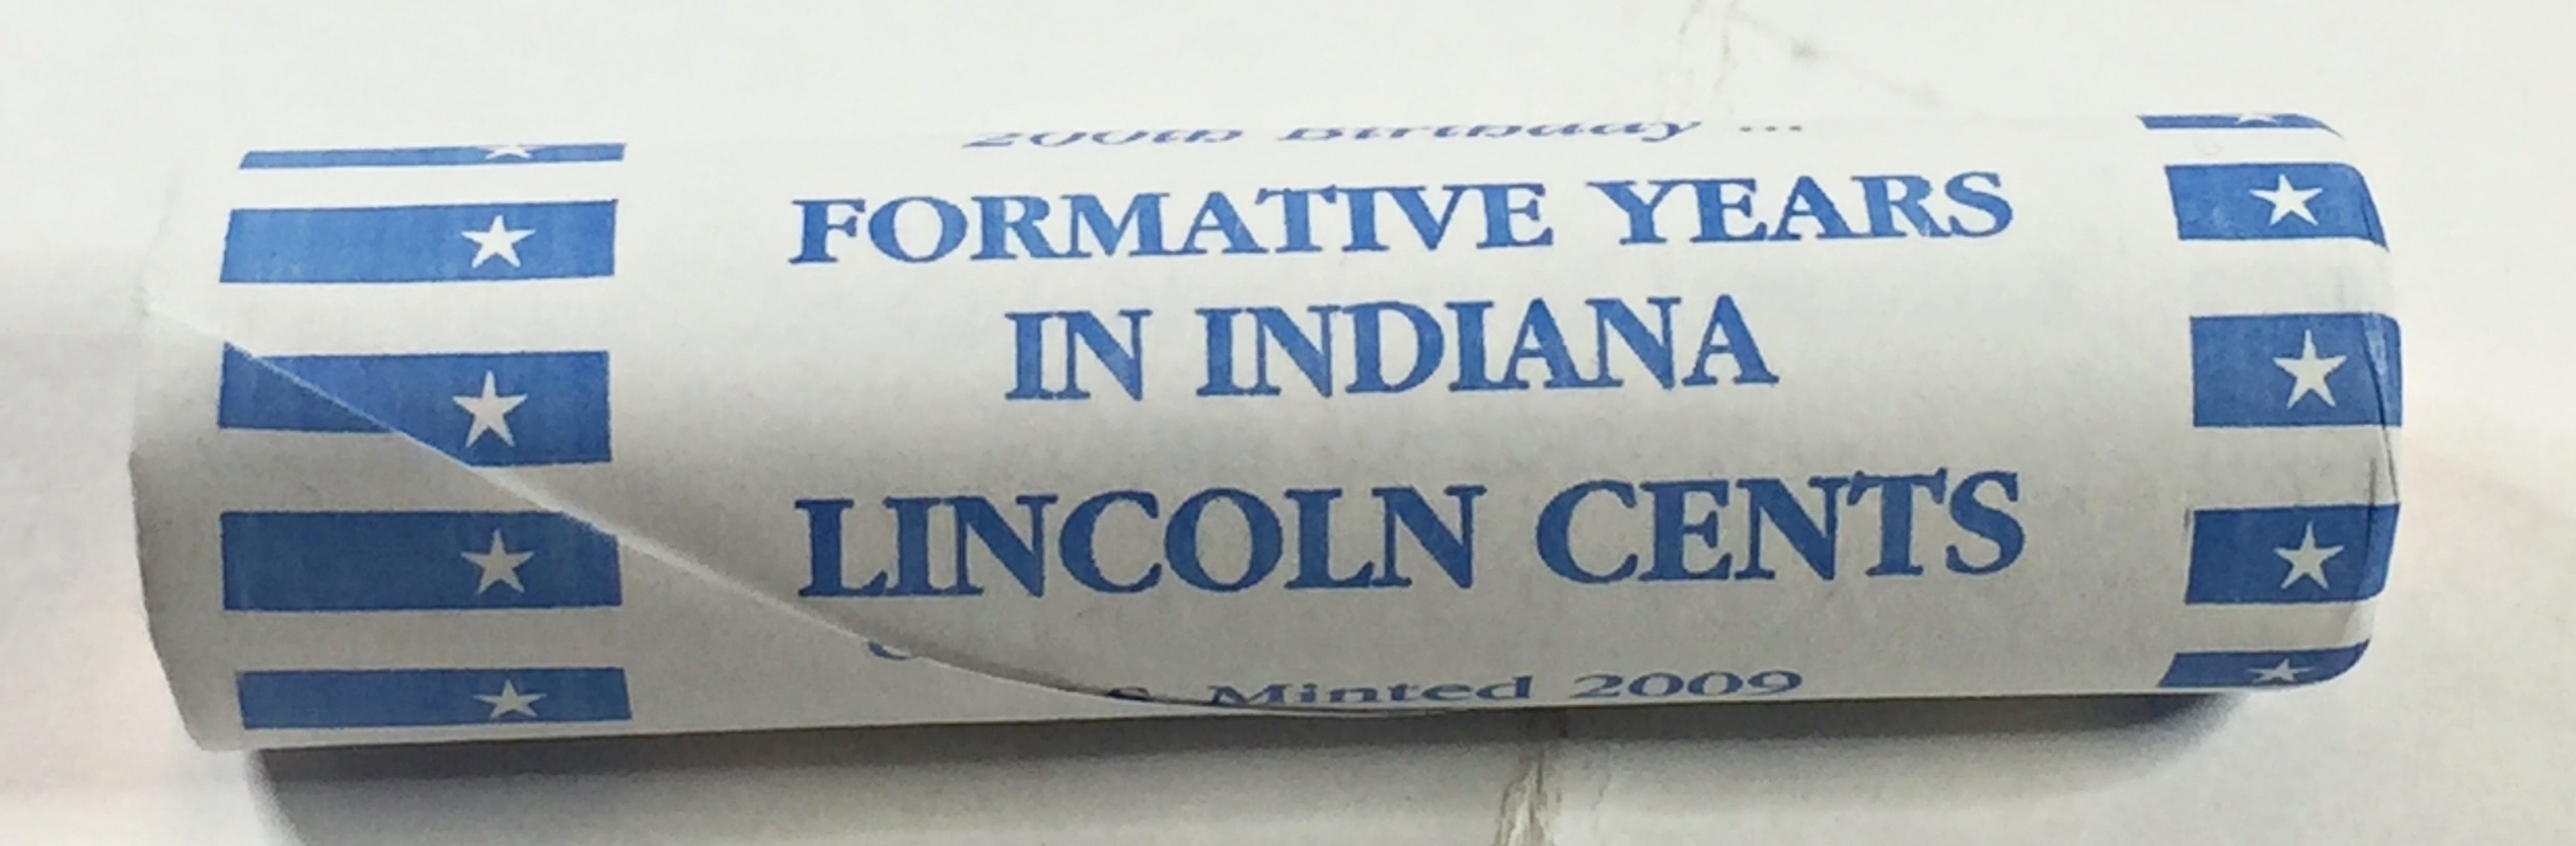 200th Birthday ...
FORMATIVE YEARS
IN INDIANA
LINCOLN CENTS
& Minted 2009